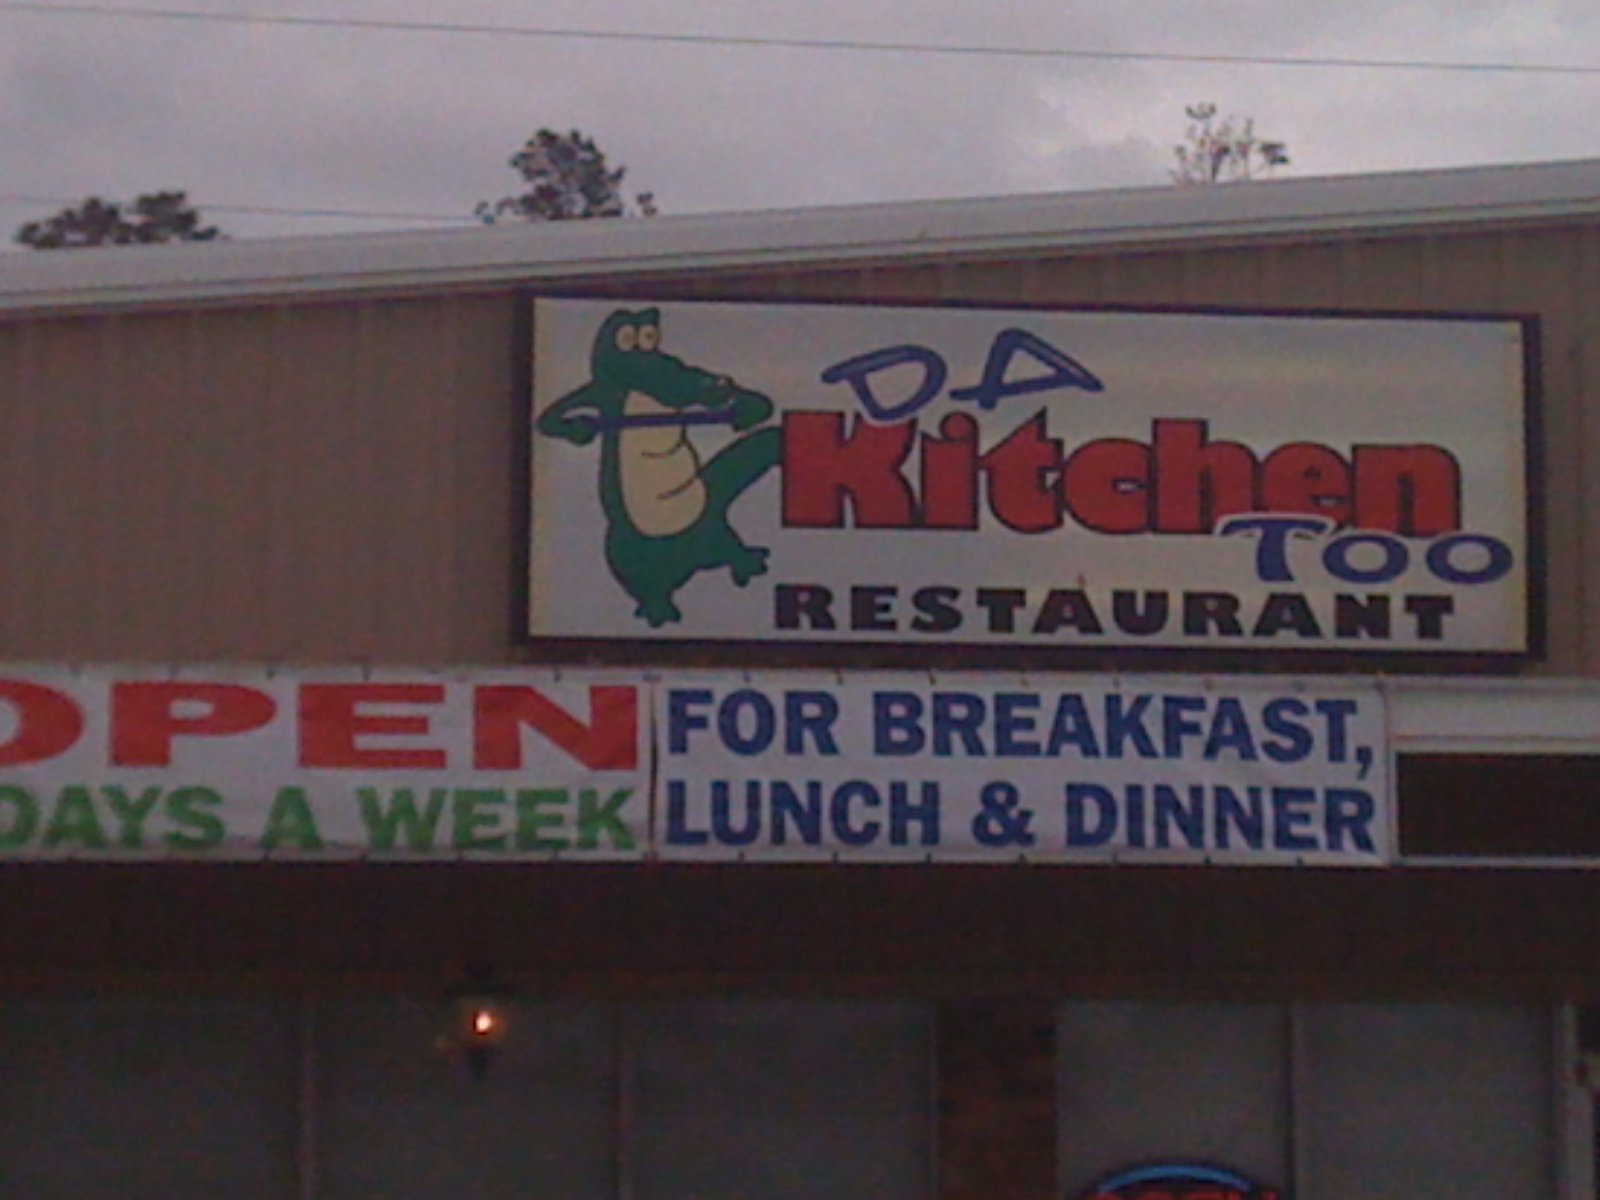 DA
Kitchen
TOO
RESTAURANT
OPEN
DAYS A WEEK
FOR BREAKFAST,
LUNCH & DINNER